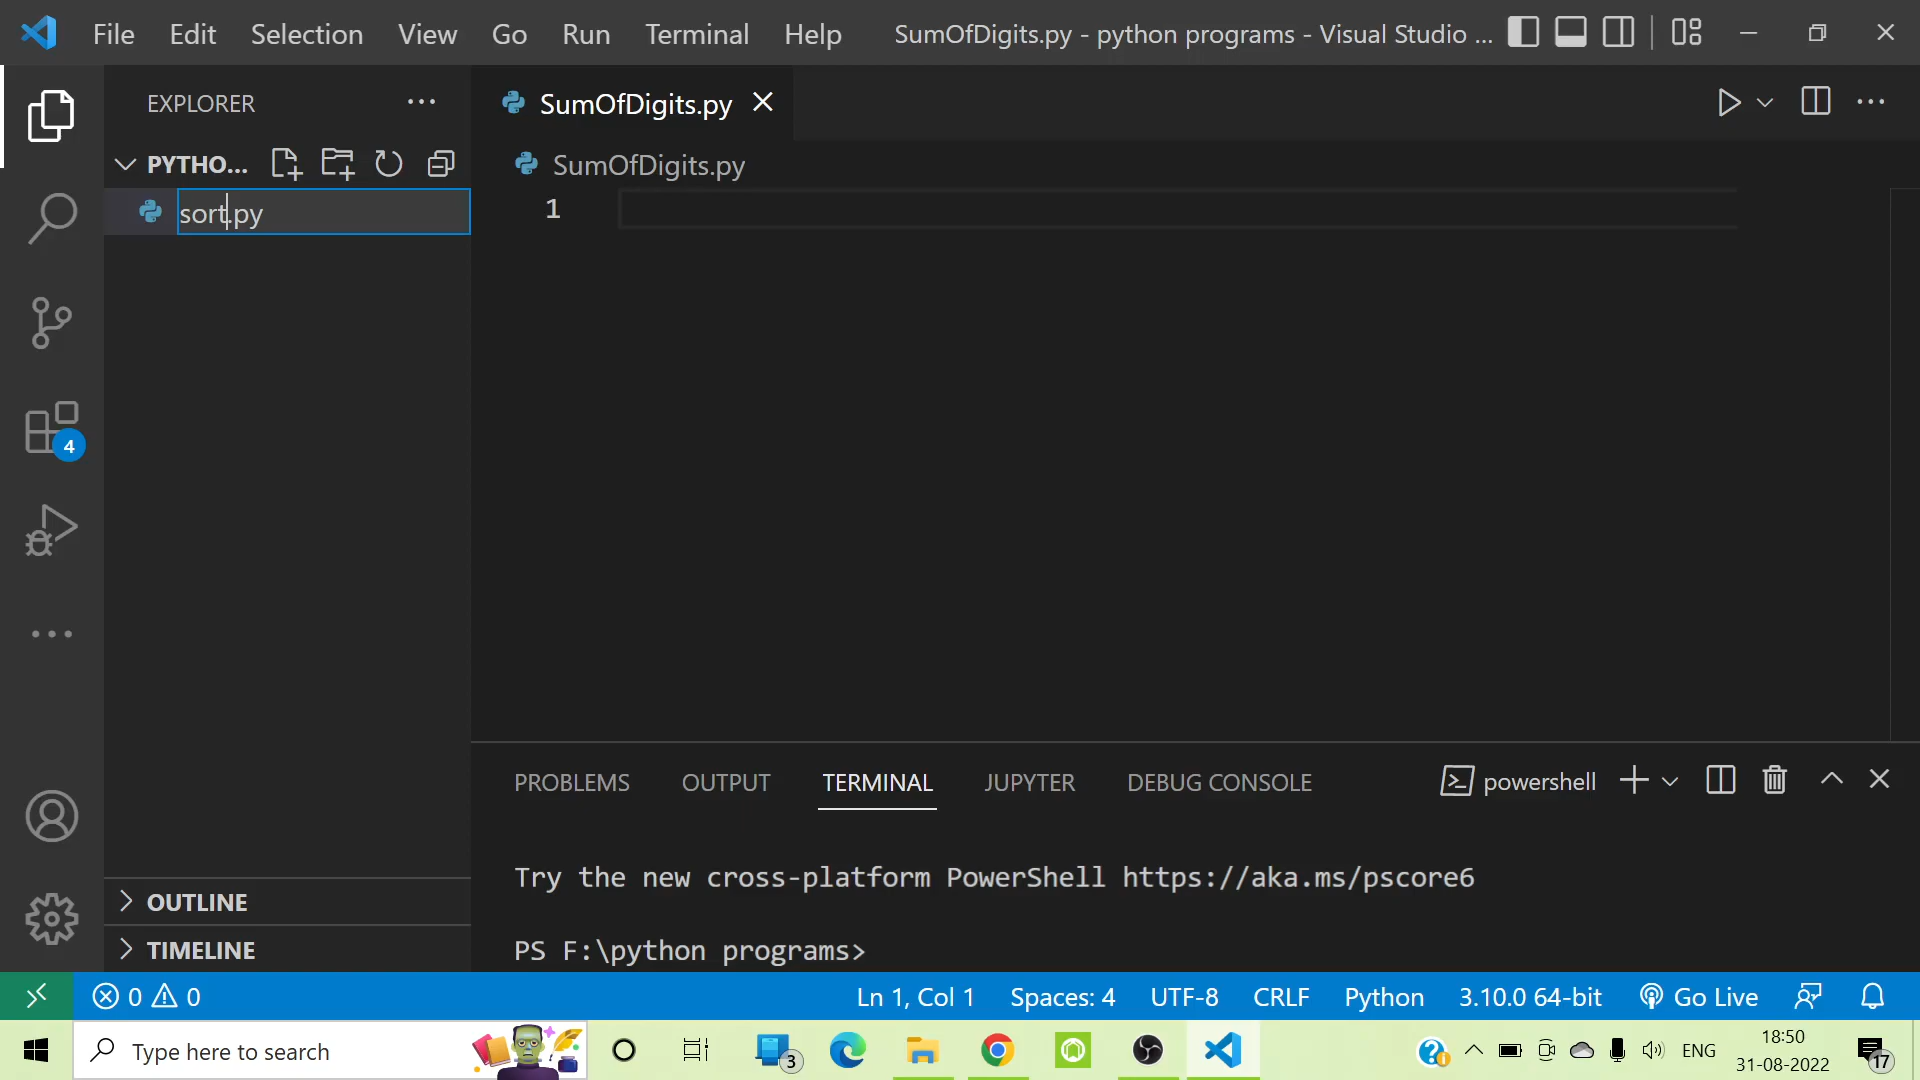 File Edit Selection View Go Run Terminal Help SumOfDigits.py - python programs - Visual Studio ...
EXPLORER
SumOfDigits.py
PYTHO...
SumOfDigits.py
sort.py
1
4
PROBLEMS OUTPUT TERMINAL JUPYTER DEBUG CONSOLE powershell
Try the new cross-platform PowerShell https://aka.ms/pscore6
PS F:\python programs>
OUTLINE
TIMELINE
0 0 Ln 1, Col 1 Spaces: 4 UTF-8 CRLF Python 3.10.0 64-bit Go Live
Type here to search 3 ENG 18:50
31-08-2022 17